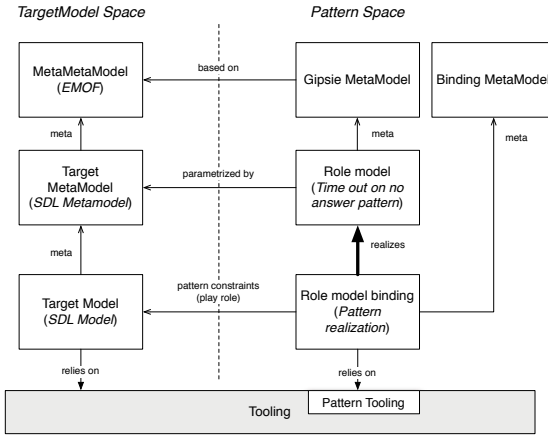 TargetModel Space
Pattern Space
MetaMetaModel
(EMOF)
based on
Gipsie MetaModel
Binding MetaModel
meta
meta
meta
Target
MetaModel
(SDL Metamodel)
parametrized by
Role model
(Time out on no
answer pattern)
meta
realizes
Target Model
(SDL Model)
pattern constraints
(play role)
Role model binding
(Pattern
realization)
relies on
relies on
Tooling
Pattern Tooling